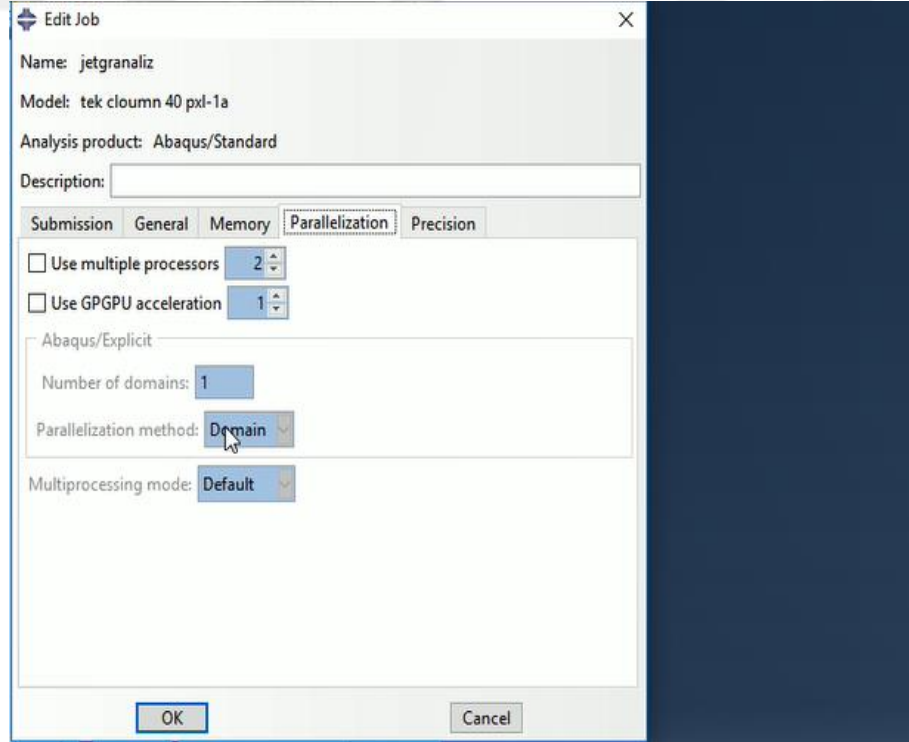 Edit Job
Name: jetgranaliz
Model: tek cloumn 40 pxl-1a
Analysis product: Abaqus/Standard
Description:
Submission General Memory Parallelization Precision
Use multiple processors 2
Use GPGPU acceleration 1
Abaqus/Explicit
Number of domains: 1
Parallelization method: Domain
Multiprocessing mode: Default
OK Cancel